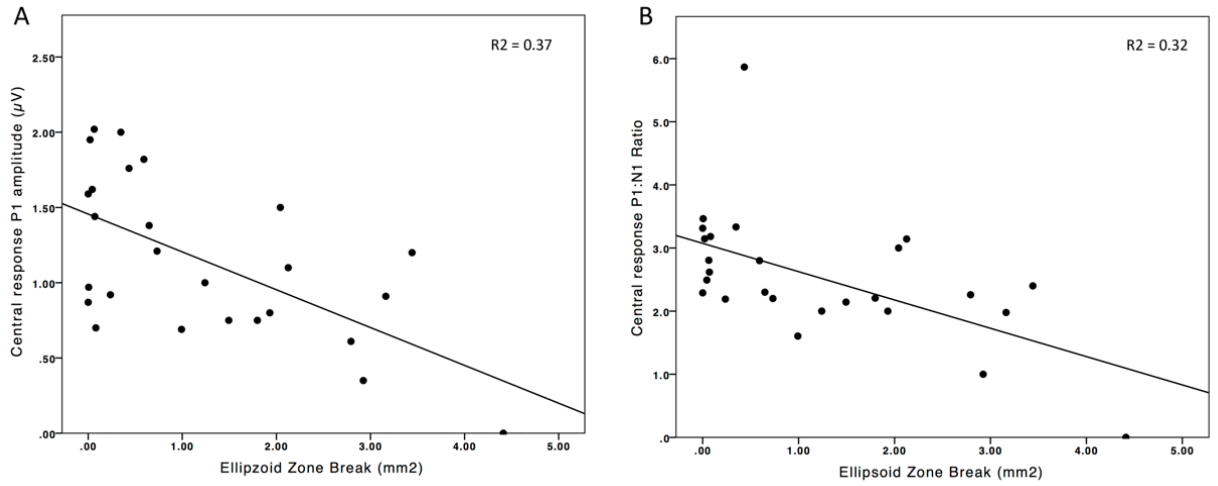 A
R2 = 0.37
Central response P1 amplitude (µV)
2.50
2.00
1.50
1.00
.50
.00
.00 1.00 2.00 3.00 4.00 5.00
Ellipzoid Zone Break (mm2)
B
R2 = 0.32
Central response P1:N1 Ratio
6.0
5.0
4.0
3.0
2.0
1.0
.0
.00 1.00 2.00 3.00 4.00 5.00
Ellipsoid Zone Break (mm2)